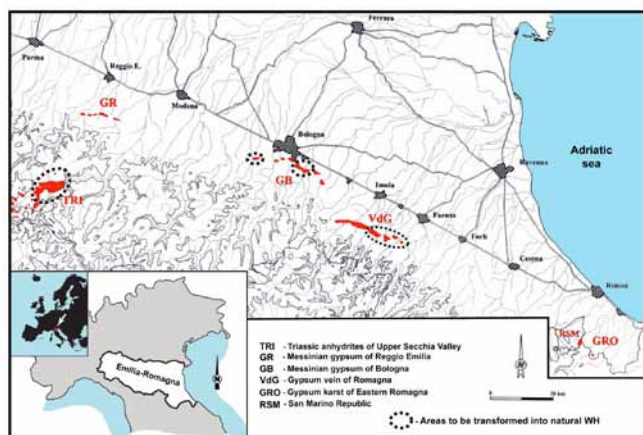 Ferrara
Parma
Reggio E.
Modena
GR
Bologna
Adriatic
sea
Ravenna
GB
TRI
Imola
VdG
Faenza
Forlì
Cesena
Rimini
RSM
GRO
Emilia-Romagna
TRI - Triassic anhydrites of Upper Secchia Valley
GR - Messinian gypsum of Reggio Emilia
GB - Messinian gypsum of Bologna
VdG - Gypsum vein of Romagna
GRO - Gypsum karst of Eastern Romagna
RSM - San Marino Republic
- Areas to be transformed into natural WH